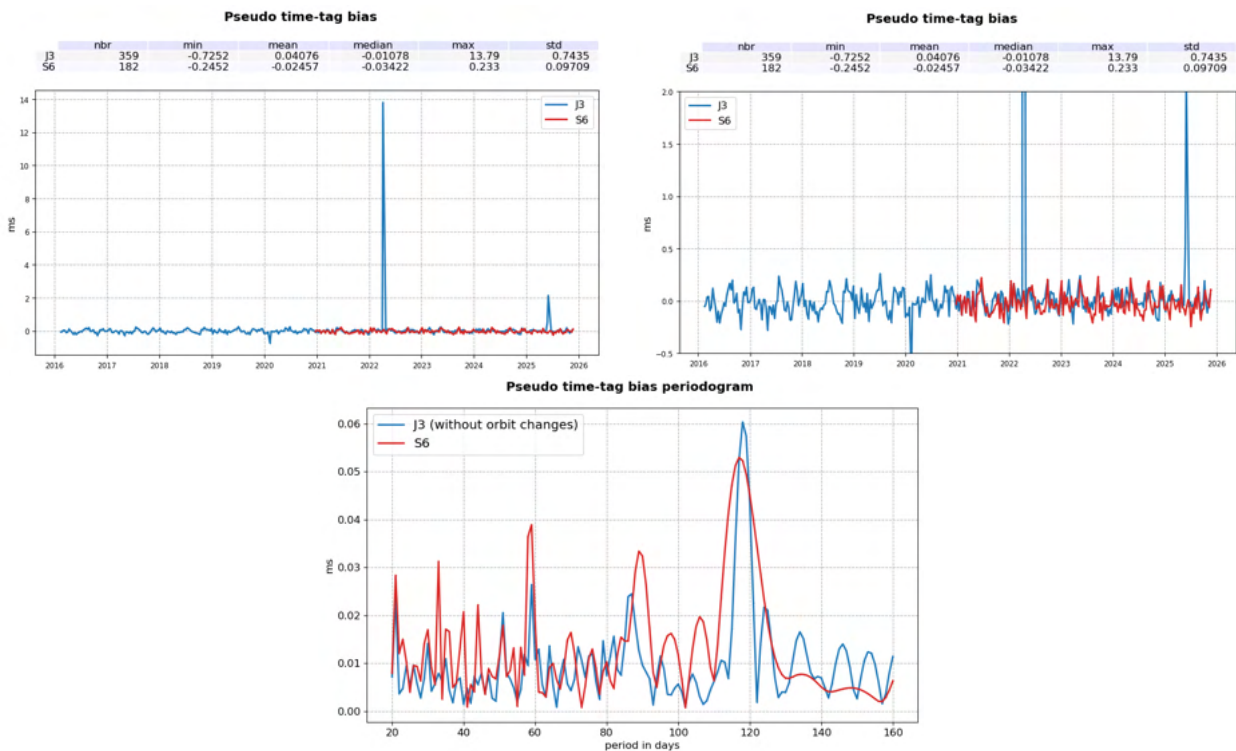 Pseudo time-tag bias
nbr min mean median max std
J3 359 -0.7252 0.04076 -0.01078 13.79 0.7435
S6 182 -0.2452 -0.02457 -0.03422 0.233 0.09709
14
12
10
8
6
4
2
0
ms
J3
S6
2016 2017 2018 2019 2020 2021 2022 2023 2024 2025 2026
Pseudo time-tag bias
nbr min mean median max std
J3 359 -0.7252 0.04076 -0.01078 13.79 0.7435
S6 182 -0.2452 -0.02457 -0.03422 0.233 0.09709
2.0
1.5
1.0
0.5
0.0
-0.5
ms
J3
S6
2016 2017 2018 2019 2020 2021 2022 2023 2024 2025 2026
Pseudo time-tag bias periodogram
0.06
0.05
0.04
0.03
0.02
0.01
0.00
ms
J3 (without orbit changes)
S6
20 40 60 80 100 120 140 160
period in days